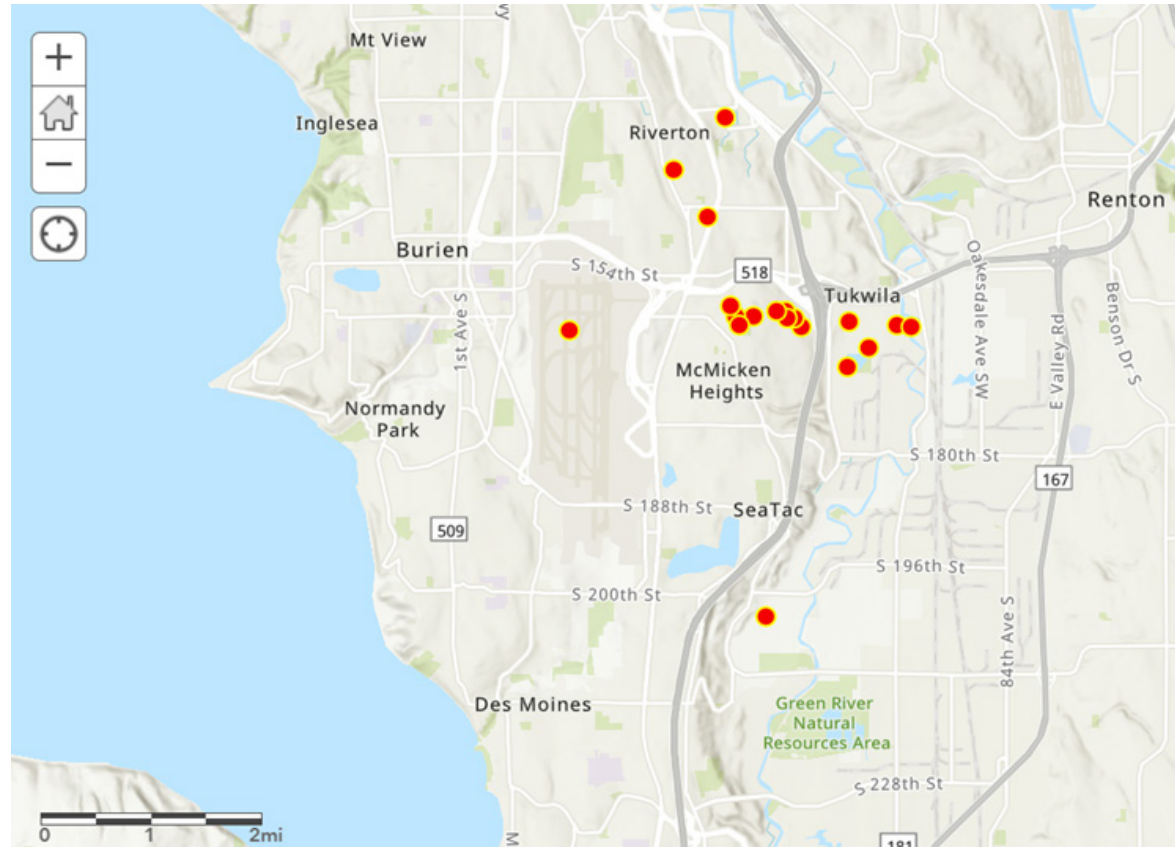 vy
Mt View
+
Inglesea
Riverton
−
Renton
Burien
S 154th St
518
Tukwila
Oakesdale Ave SW
Benson Dr S
1st Ave S
E Valley Rd
McMicken
Heights
Normandy
Park
S 180th St
167
S 188th St
SeaTac
509
S 196th St
S 200th St
84th Ave S
Des Moines
Green River
Natural
Resources Area
S 228th St
0 1 2mi
M
181